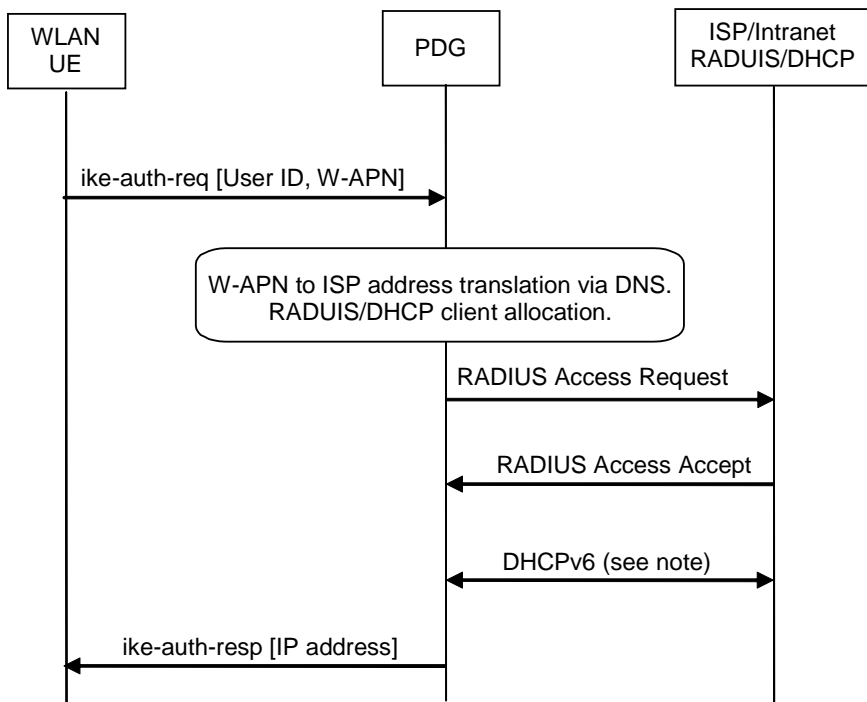 WLAN
UE
PDG
ISP/Intranet
RADUIS/DHCP
ike-auth-req [User ID, W-APN]
W-APN to ISP address translation via DNS.
RADUIS/DHCP client allocation.
RADIUS Access Request
RADIUS Access Accept
DHCPv6 (see note)
ike-auth-resp [IP address]